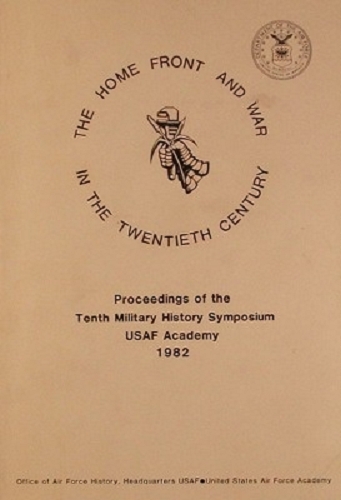 THE HOME FRONT AND WAR
IN THE TWENTIETH CENTURY
Proceedings of the
Tenth Military History Symposium
USAF Academy
1982
Office of Air Force History, Headquarters USAF●United States Air Force Academy